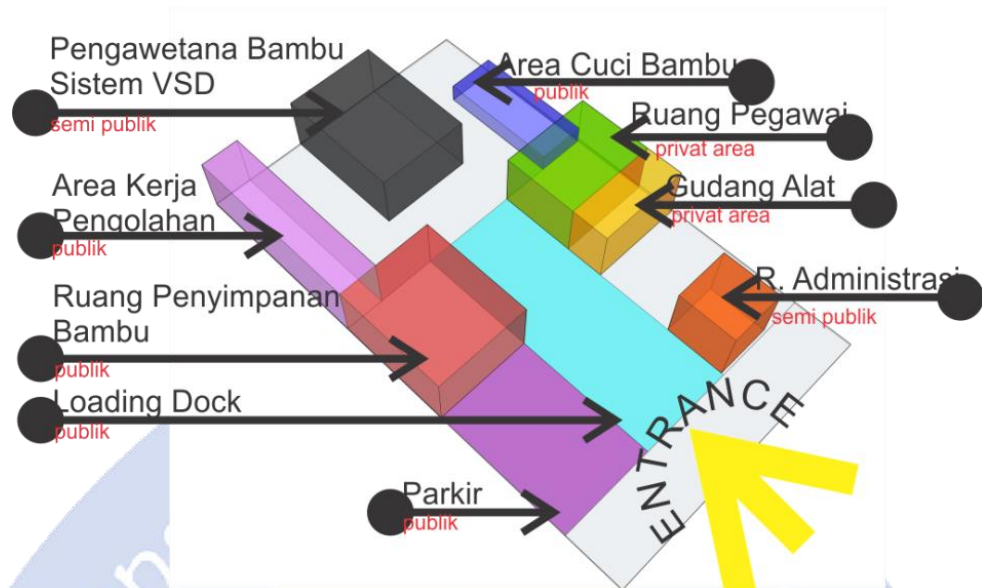 Pengawetana Bambu
Sistem VSD
semi publik
Area Cuci Bambu
publik
Ruang Pegawai
privat area
Gudang Alat
privat area
Area Kerja
Pengolahan
publik
R. Administrasi
semi publik
Ruang Penyimpanan
Bambu
publik
Loading Dock
publik
ENTRANCE
Parkir
publik